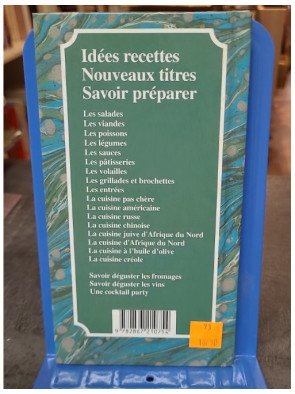 Idées recettes
Nouveaux titres
Savoir préparer
Les salades
Les viandes
Les poissons
Les légumes
Les sauces
Les pâtisseries
Les volailles
Les grillades et brochettes
Les entrées
La cuisine pas chère
La cuisine américaine
La cuisine russe
La cuisine chinoise
La cuisine juive d'Afrique du Nord
La cuisine d'Afrique du Nord
La cuisine à l'huile d'olive
La cuisine créole
Savoir déguster les fromages
Savoir déguster les vins
Une cocktail party